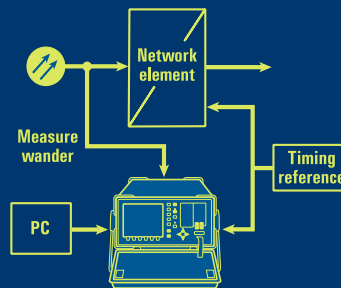 Network
element
Measure
wander
Timing
reference
PC